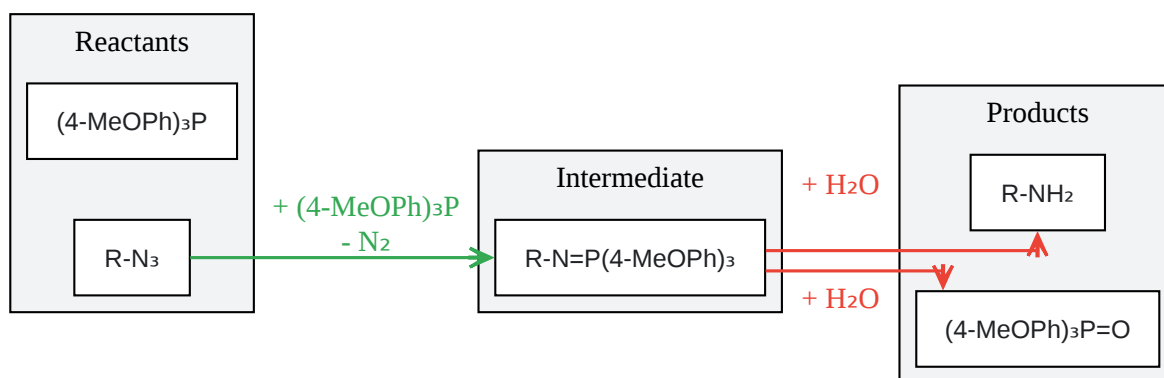 Reactants
(4-MeOPh)₃P
R-N₃
+ (4-MeOPh)₃P
- N₂
Intermediate
R-N=P(4-MeOPh)₃
+ H₂O
+ H₂O
Products
R-NH₂
(4-MeOPh)₃P=O